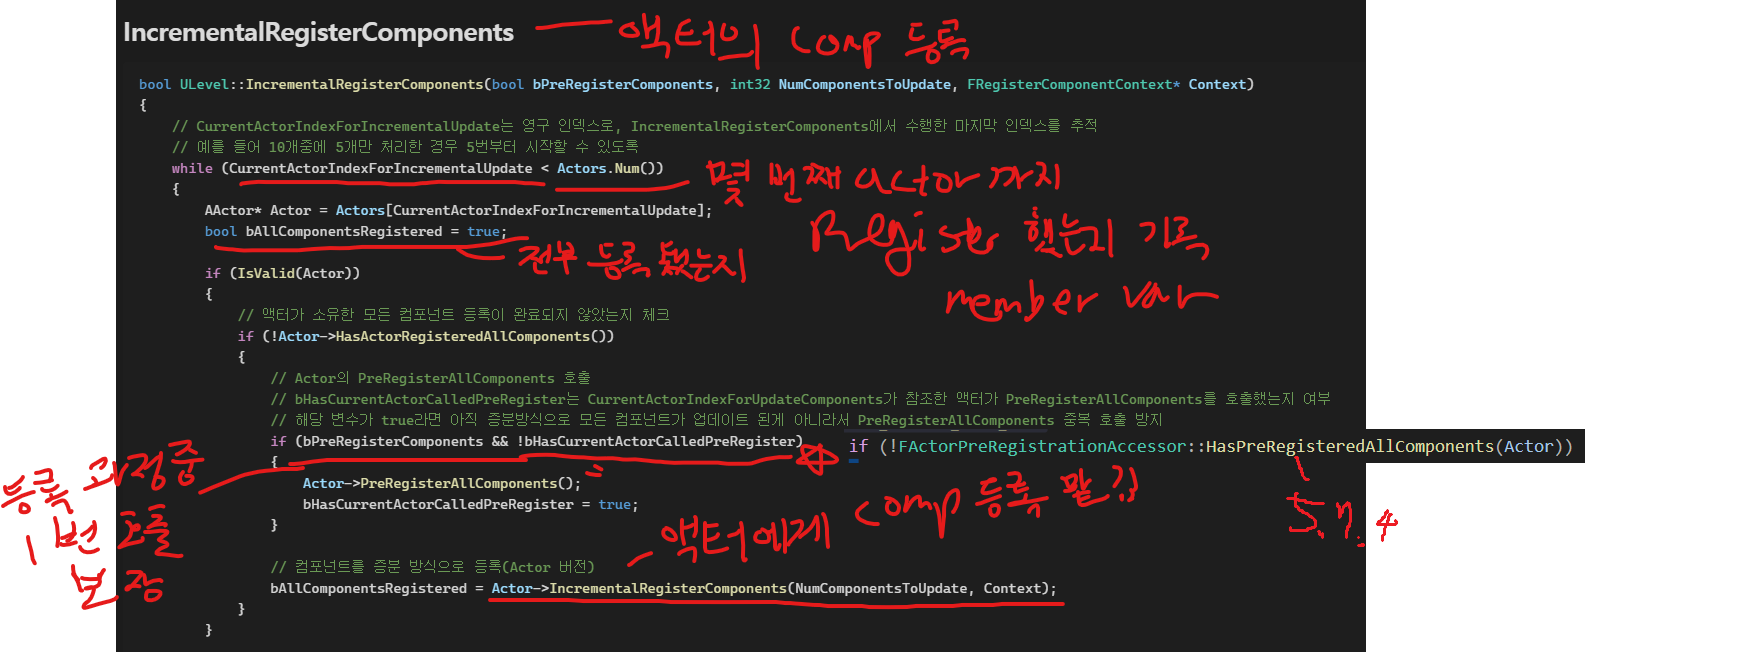 IncrementalRegisterComponents
액터의 comp 등록
bool ULevel::IncrementalRegisterComponents(bool bPreRegisterComponents, int32 NumComponentsToUpdate, FRegisterComponentContext* Context)
{
// CurrentActorIndexForIncrementalUpdate는 영구 인덱스로, IncrementalRegisterComponents에서 수행한 마지막 인덱스를 추적
// 예를 들어 10개중에 5개만 처리한 경우 5번부터 시작할 수 있도록
while (CurrentActorIndexForIncrementalUpdate < Actors.Num())
몇 번째 actor까지
Register 했는지 기록
member var
{
AActor* Actor = Actors[CurrentActorIndexForIncrementalUpdate];
bool bAllComponentsRegistered = true;
전부 등록 됐는지
if (IsValid(Actor))
{
// 액터가 소유한 모든 컴포넌트 등록이 완료되지 않았는지 체크
if (!Actor->HasActorRegisteredAllComponents())
{
// Actor의 PreRegisterAllComponents 호출
// bHasCurrentActorCalledPreRegister는 CurrentActorIndexForUpdateComponents가 참조한 액터가 PreRegisterAllComponents를 호출했는지 여부
// 해당 변수가 true라면 아직 증분방식으로 모든 컴포넌트가 업데이트 된게 아니라서 PreRegisterAllComponents 중복 호출 방지
if (bPreRegisterComponents && !bHasCurrentActorCalledPreRegister)
if (!FActorPreRegistrationAccessor::HasPreRegisteredAllComponents(Actor))
5.7.4
{
등록 과정중
1번 호출
보장
Actor->PreRegisterAllComponents();
bHasCurrentActorCalledPreRegister = true;
}
액터에게 comp 등록 맡김
// 컴포넌트를 증분 방식으로 등록(Actor 버전)
bAllComponentsRegistered = Actor->IncrementalRegisterComponents(NumComponentsToUpdate, Context);
}
}